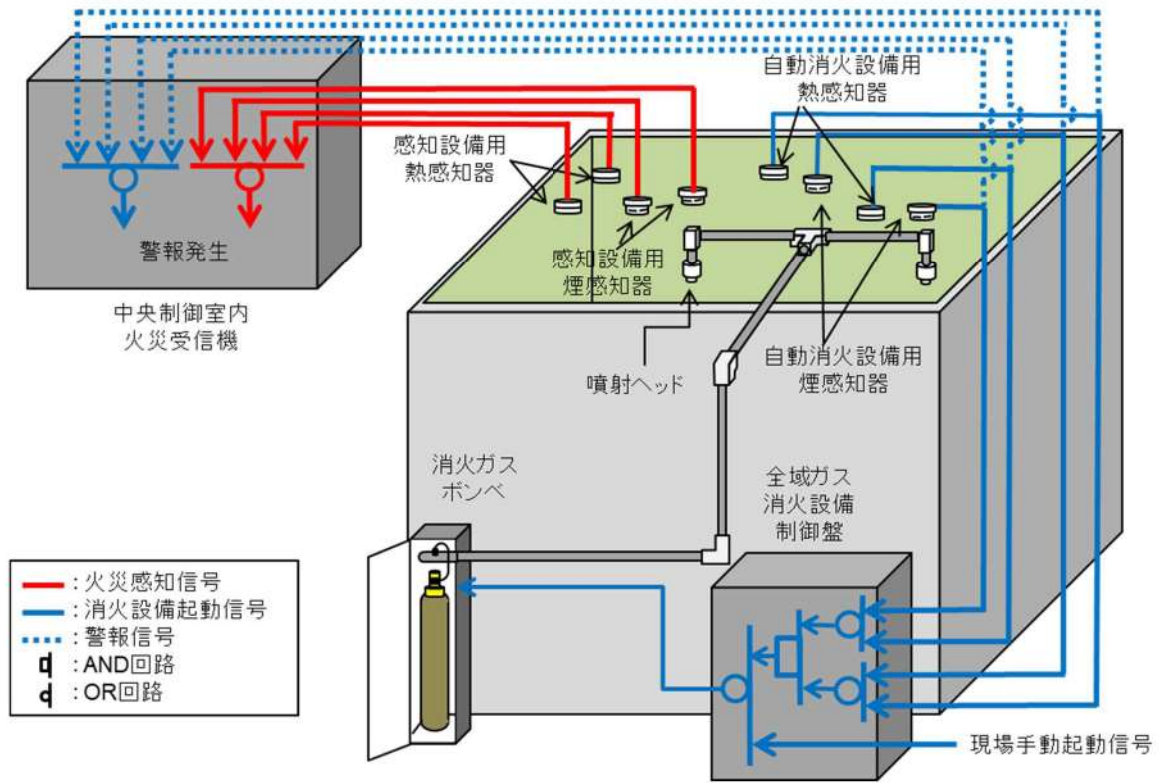 自動消火設備用
熱感知器
感知設備用
熱感知器
警報発生
感知設備用
煙感知器
中央制御室内
火災受信機
噴射ヘッド
自動消火設備用
煙感知器
消火ガス
ボンベ
全域ガス
消火設備
制御盤
:火災感知信号
:消火設備起動信号
:警報信号
:AND回路
:OR回路
現場手動起動信号